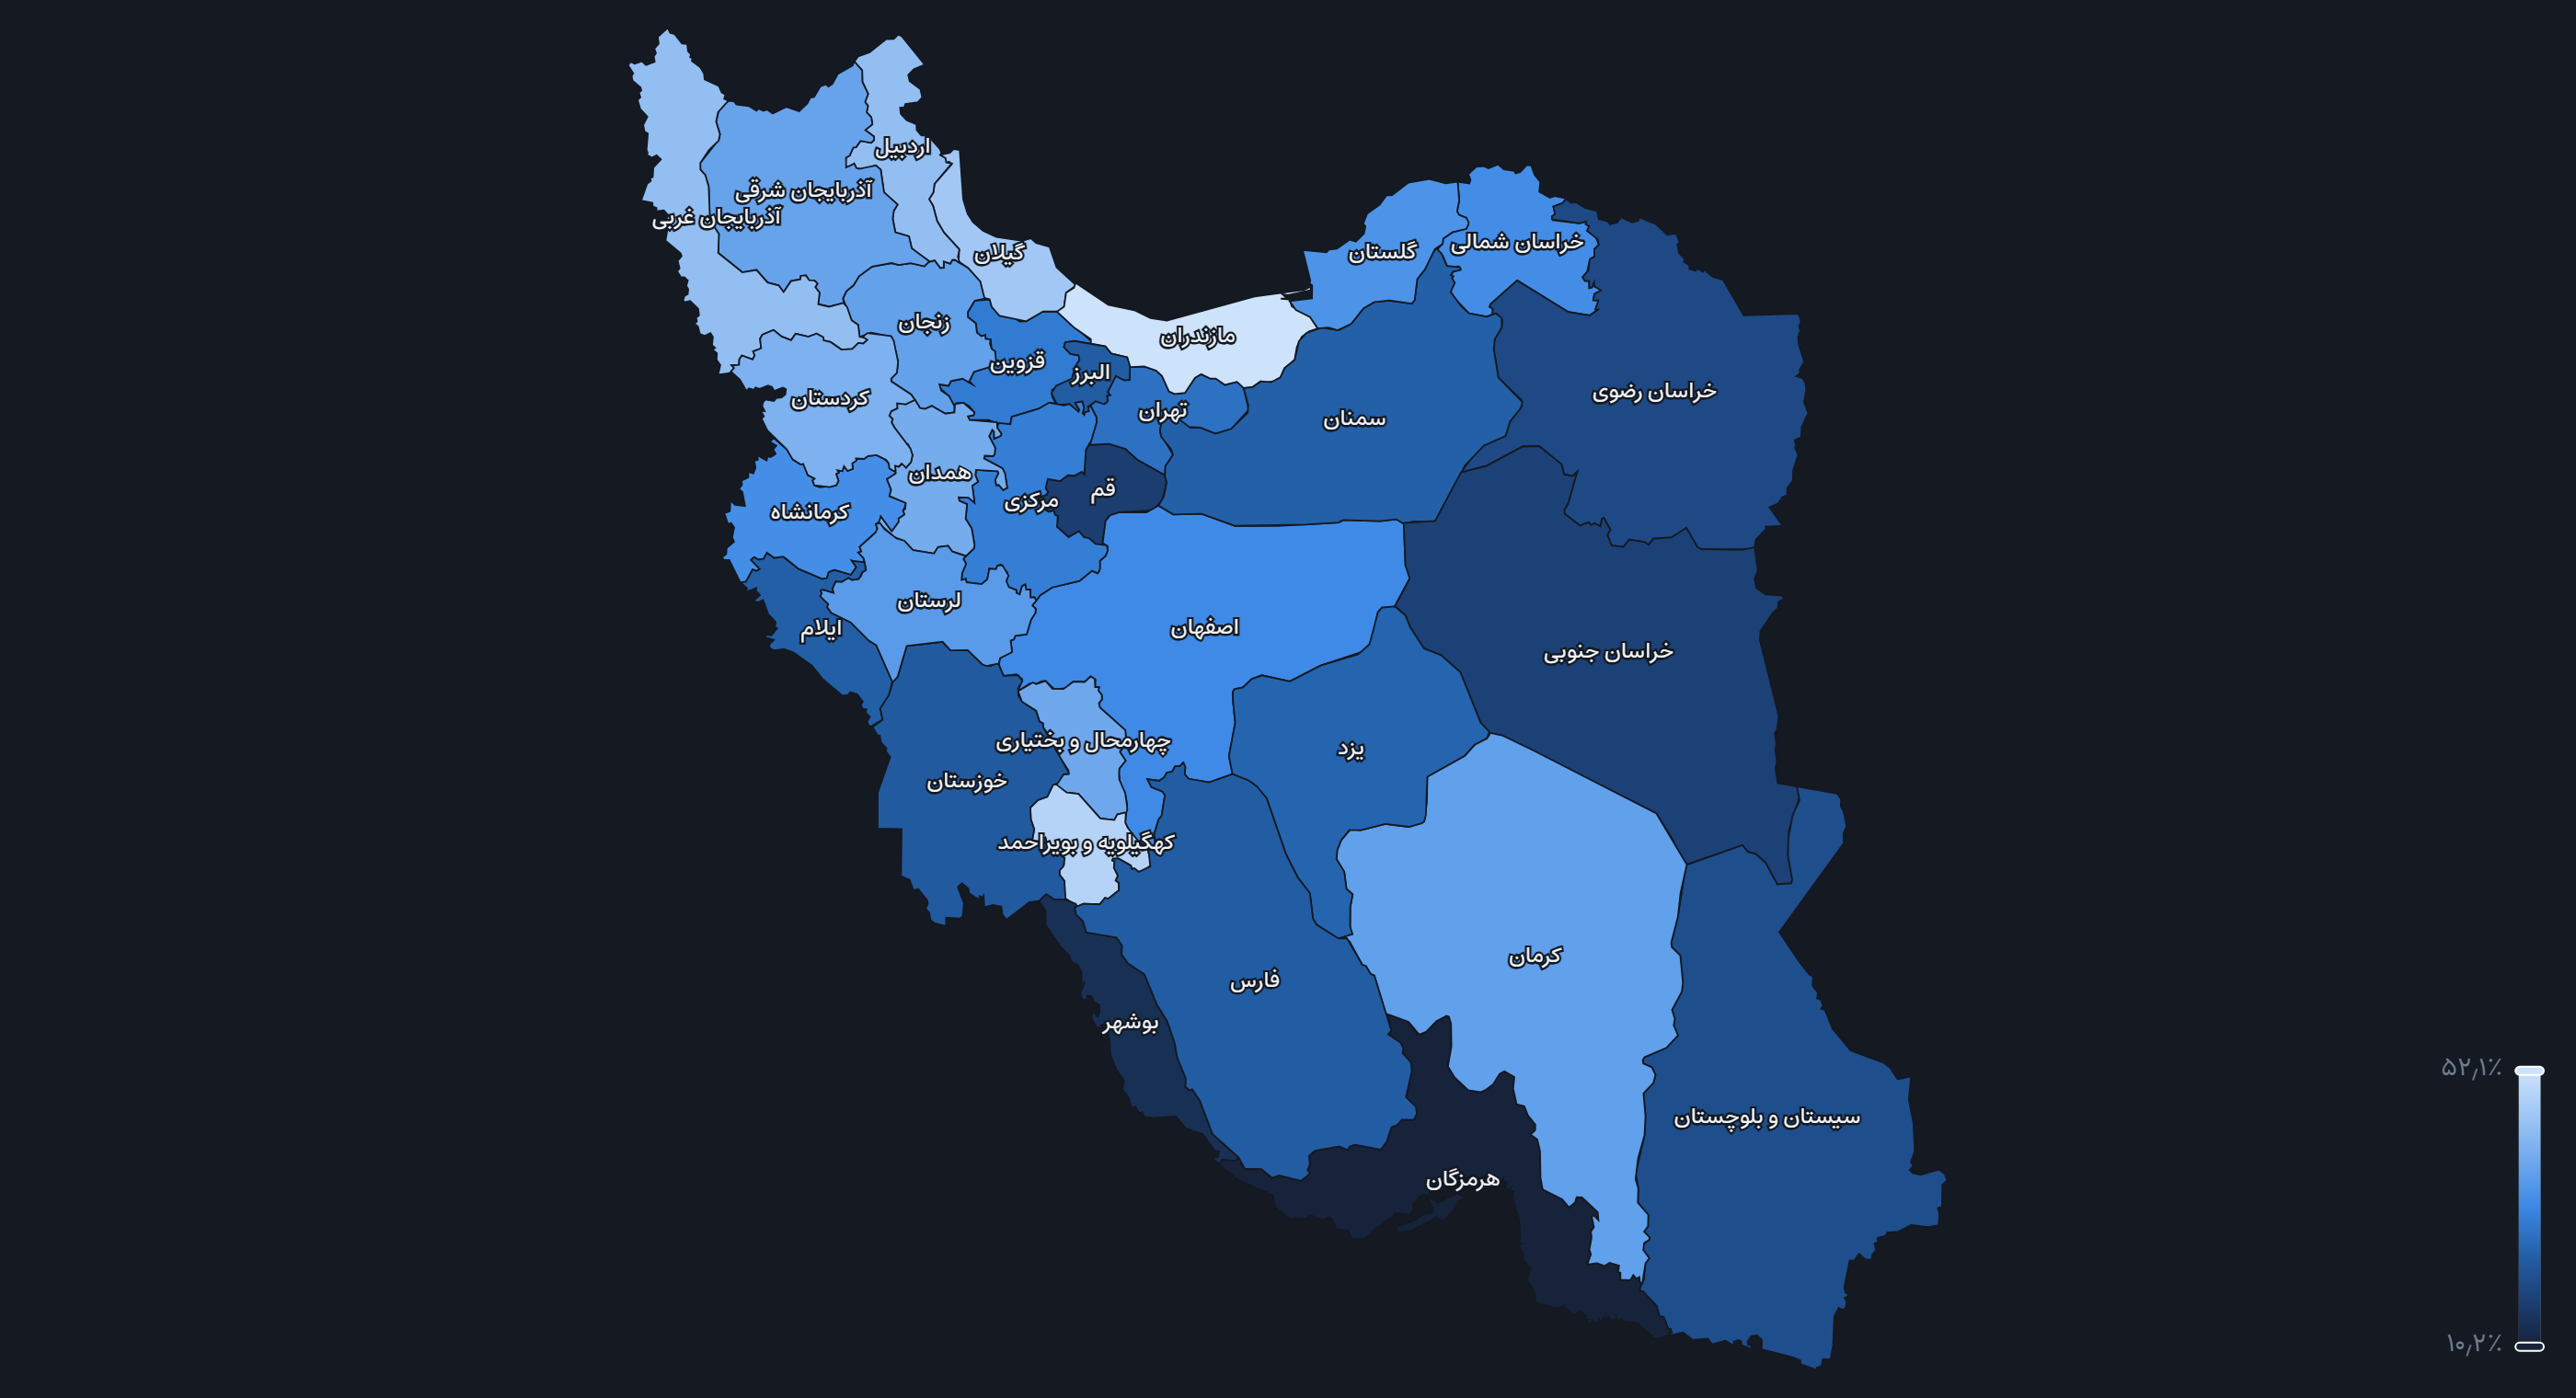 اردبیل
آذربایجان شرقی
آذربایجان غربی
گیلان
خراسان شمالی
گلستان
زنجان
مازندران
قزوین
البرز
خراسان رضوی
کردستان
تهران
سمنان
همدان
قم
مرکزی
کرمانشاه
لرستان
اصفهان
ایلام
خراسان جنوبی
چهارمحال و بختیاری
یزد
خوزستان
کهگیلویه و بویراحمد
کرمان
فارس
بوشهر
۵۲٫۱٪
سیستان و بلوچستان
هرمزگان
۱۰٫۲٪